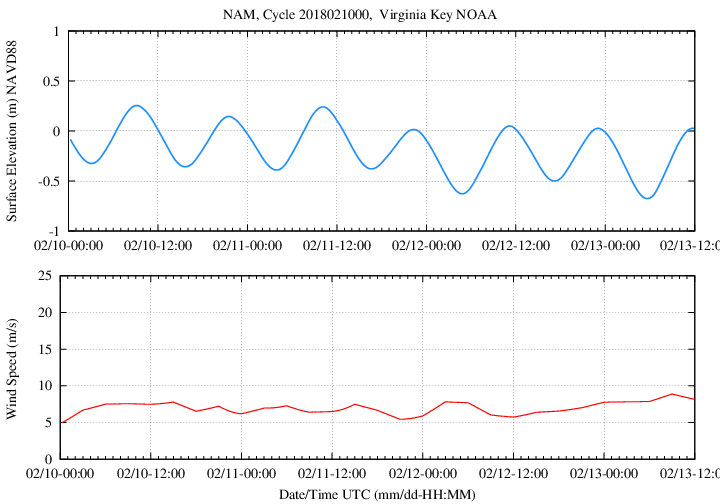 NAM, Cycle 2018021000,  Virginia Key NOAA
Surface Elevation (m) NAVD88
1
0.5
0
-0.5
-1
02/10-00:00 02/10-12:00 02/11-00:00 02/11-12:00 02/12-00:00 02/12-12:00 02/13-00:00 02/13-12:0
Wind Speed (m/s)
25
20
15
10
5
0
02/10-00:00 02/10-12:00 02/11-00:00 02/11-12:00 02/12-00:00 02/12-12:00 02/13-00:00 02/13-12:0
Date/Time UTC (mm/dd-HH:MM)